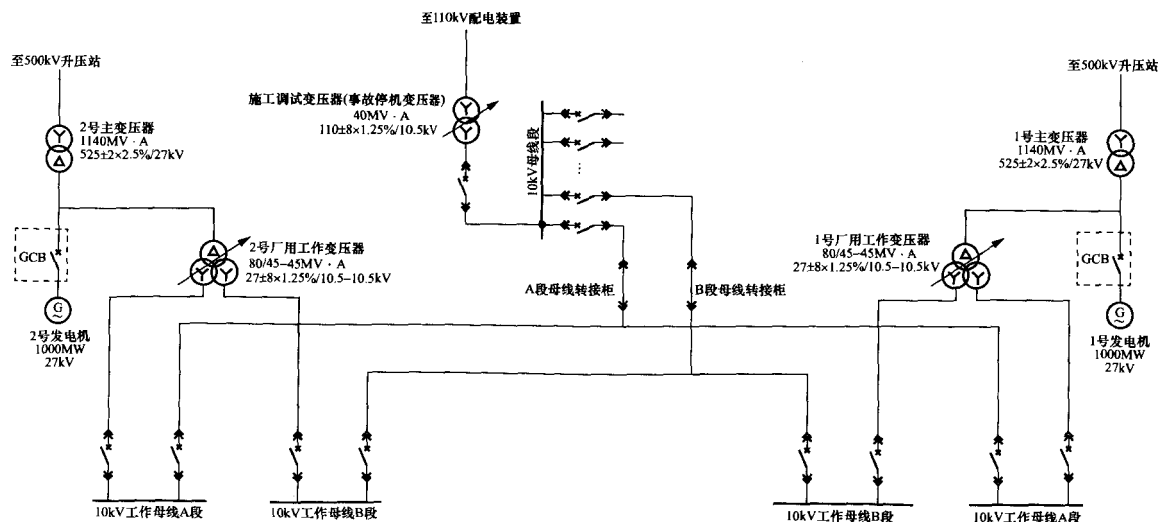 至110kV配电装置
至500kV升压站
2号主变压器
1140MV·A
525±2×2.5%/27kV
施工调试变压器(事故停机变压器)
40MV·A
110±8×1.25%/10.5kV
10kV母线段
至500kV升压站
1号主变压器
1140MV·A
525±2×2.5%/27kV
GCB
2号厂用工作变压器
80/45-45MV·A
27±8×1.25%/10.5-10.5kV
G
~
2号发电机
1000MW
27kV
A段母线转接柜
B段母线转接柜
1号厂用工作变压器
80/45-45MV·A
27±8×1.25%/10.5-10.5kV
GCB
G
~
1号发电机
1000MW
27kV
10kV工作母线A段
10kV工作母线B段
10kV工作母线B段
10kV工作母线A段